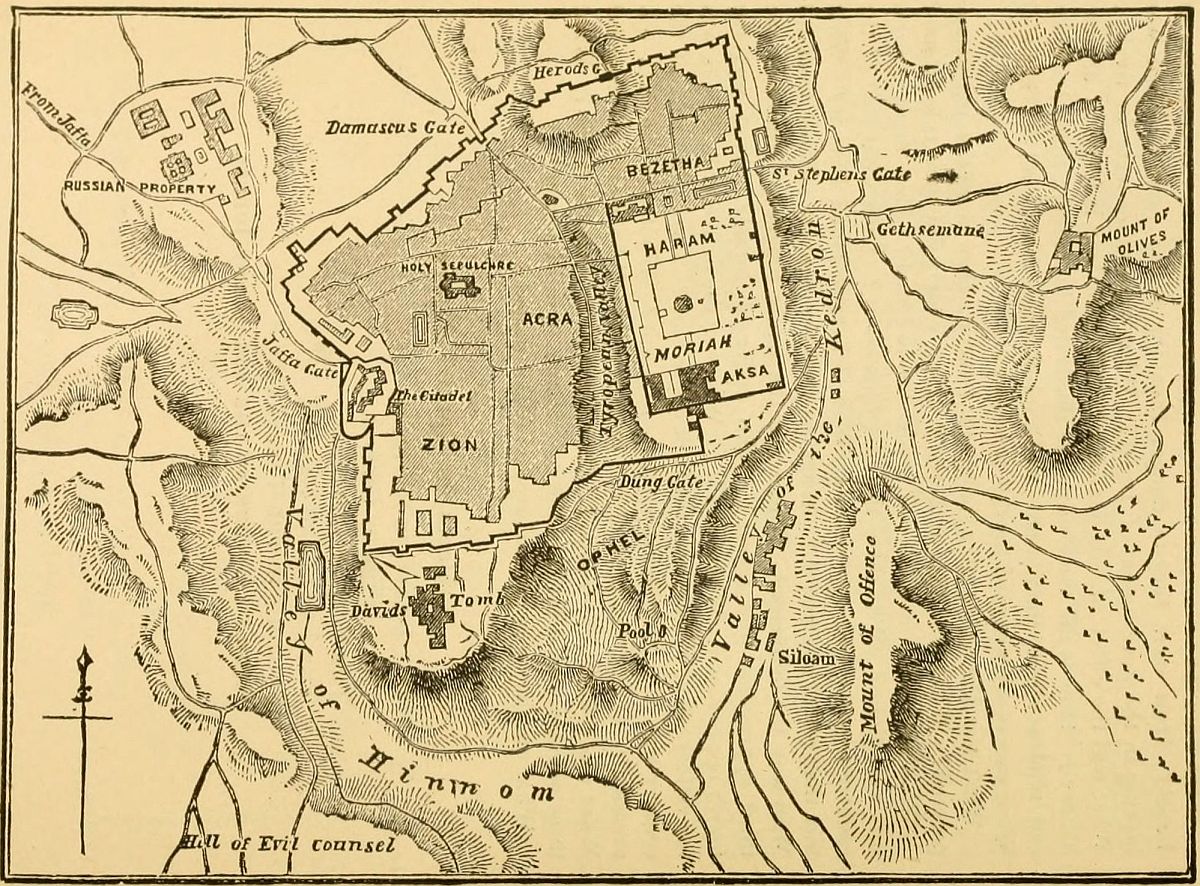 Herods G
From Jaffa
Damascus Gate
BEZETHA
St Stephens Gate
RUSSIAN PROPERTY
Gethsemane
MOUNT OF
OLIVES
HARAM
HOLY SEPULCHRE
ACRA
Tyropean Valley
MORIAH
Jaffa Gate
AKSA
The Citadel
ZION
Dung Gate
OPHEL
Valley of the Kedron
Mount of Offence
Davids Tomb
Pool
Siloam
Valley of Hinnom
Hill of Evil Counsel